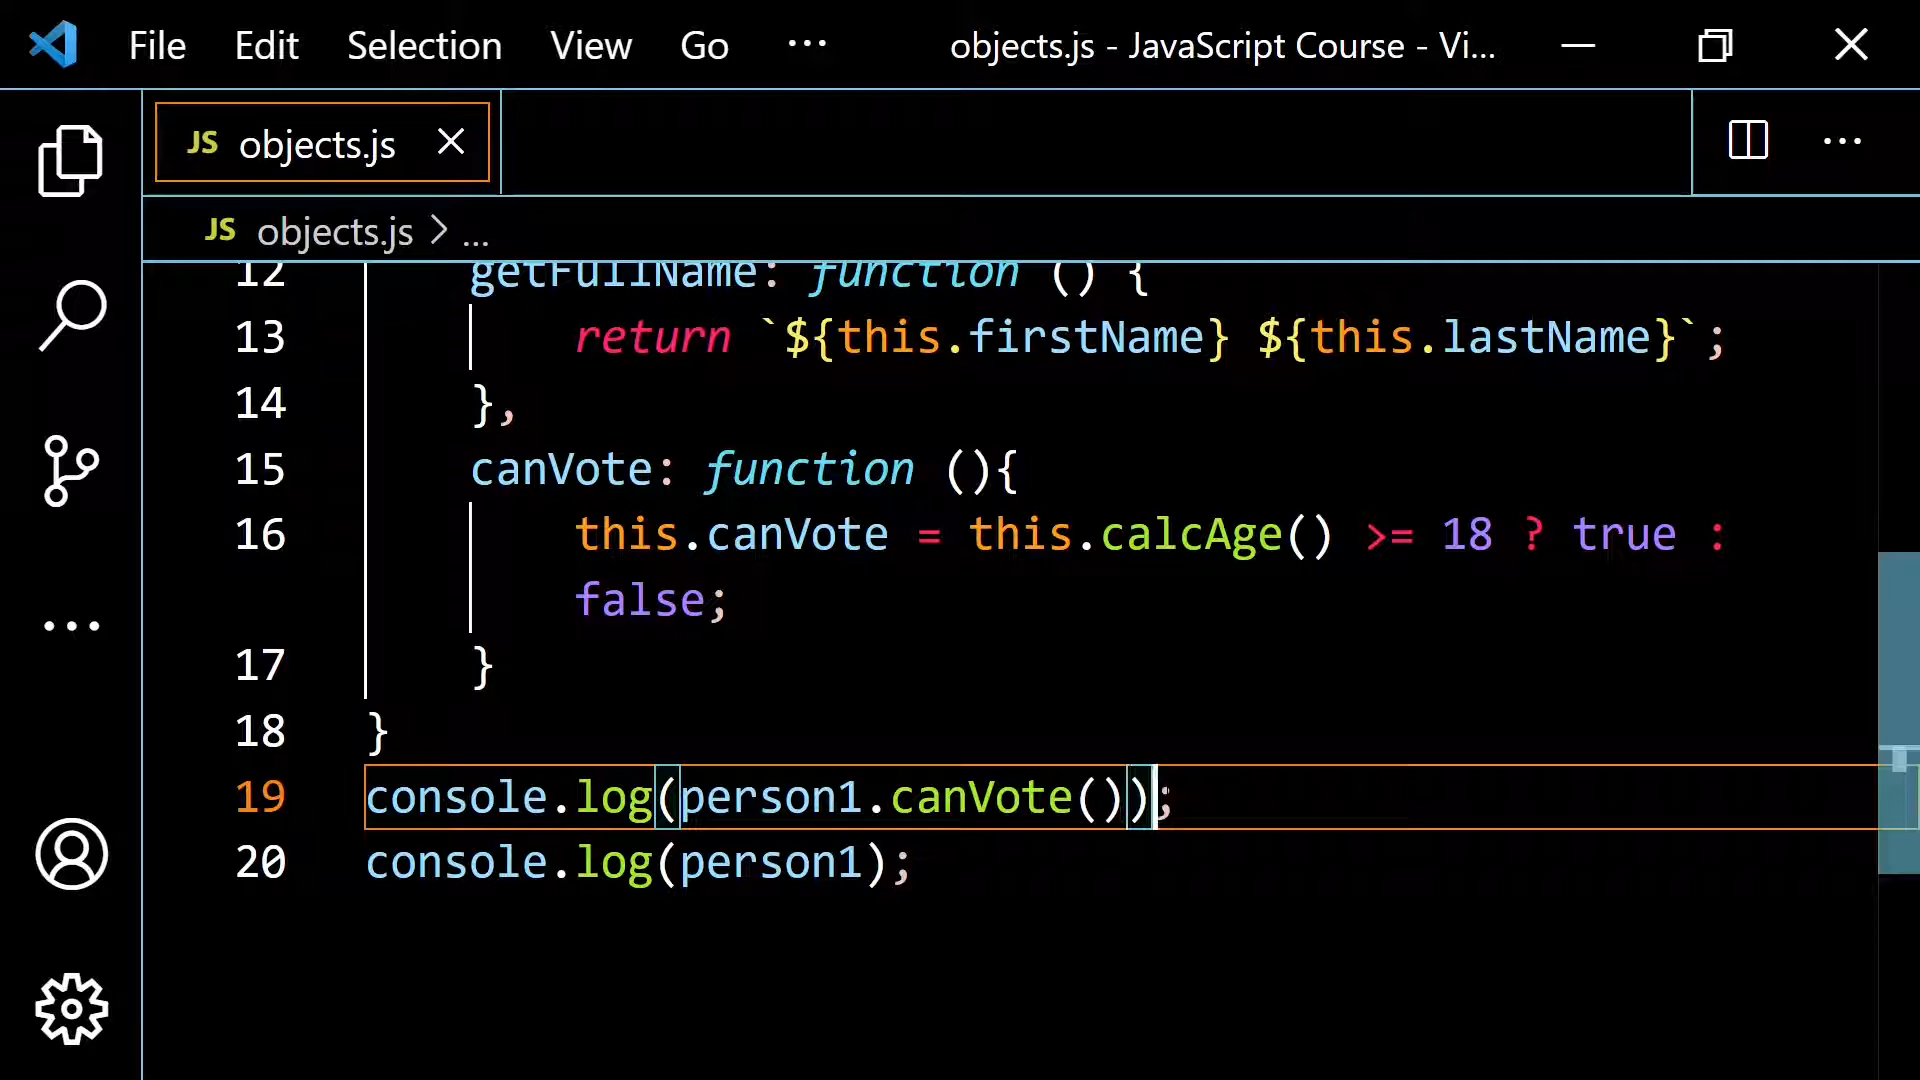 File Edit Selection View Go ··· objects.js - JavaScript Course - Vi...
JS objects.js
JS objects.js > ...
12 getFullName: function () {
13 return `${this.firstName} ${this.lastName}`;
14 },
15 canVote: function (){
16 this.canVote = this.calcAge() >= 18 ? true :
false;
17 }
18 }
19 console.log(person1.canVote());
20 console.log(person1);